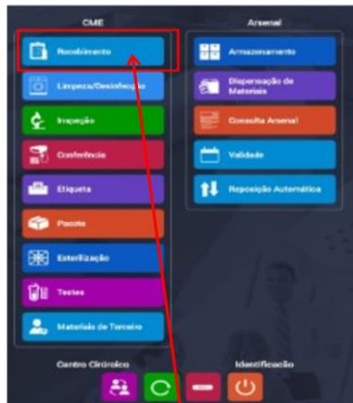 CME
Recebimento
Limpeza/Desinfecção
Inspeção
Conferência
Etiqueta
Pacote
Esterilização
Testes
Materiais de Terceiro
Arsenal
Armazenamento
Dispensação de
Materiais
Consulta Arsenal
Validade
Reposição Automática
Centro Cirúrgico
Identificação